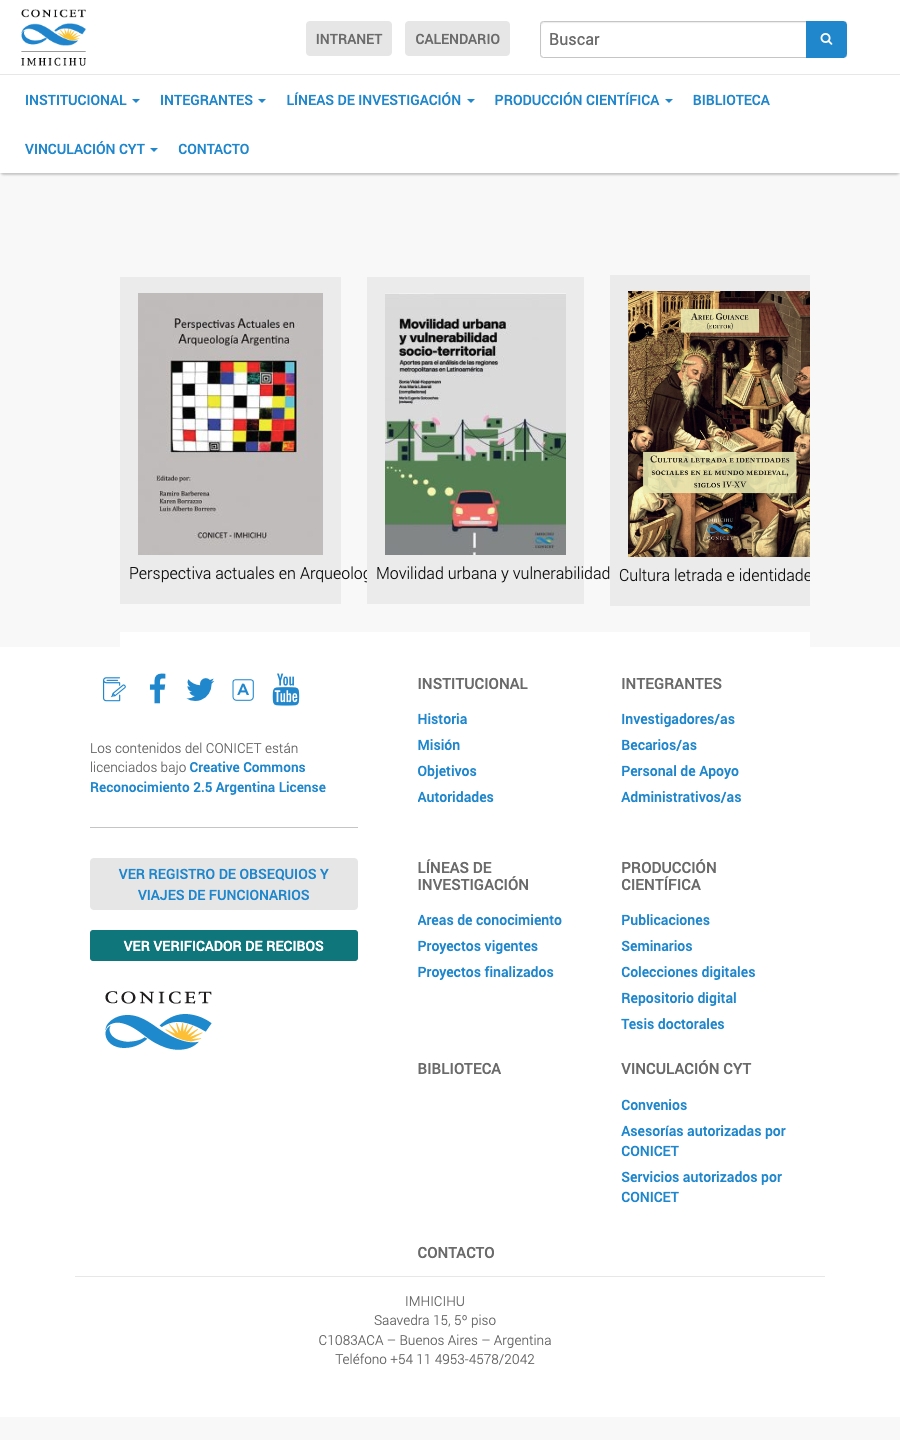 CONICET
IMHICIHU
INTRANET
CALENDARIO
Buscar
INSTITUCIONAL
INTEGRANTES
LÍNEAS DE INVESTIGACIÓN
PRODUCCIÓN CIENTÍFICA
BIBLIOTECA
VINCULACIÓN CYT
CONTACTO
Perspectivas Actuales en
Arqueología Argentina
Editado por:
Ramiro Barberena
Karen Borrazzo
Luis Alberto Borrero
CONICET - IMHICIHU
Perspectiva actuales en Arqueolog
Movilidad urbana
y vulnerabilidad
socio-territorial
Aportes para el análisis de las regiones
metropolitanas en Latinoamérica
Movilidad urbana y vulnerabilidad
ARIEL GUIANCE
(EDITOR)
CULTURA LETRADA E IDENTIDADES
SOCIALES EN EL MUNDO MEDIEVAL,
SIGLOS IV-XV
IMHICIHU
CONICET
Cultura letrada e identidade
You
Tube
Los contenidos del CONICET están
licenciados bajo Creative Commons
Reconocimiento 2.5 Argentina License
VER REGISTRO DE OBSEQUIOS Y
VIAJES DE FUNCIONARIOS
VER VERIFICADOR DE RECIBOS
CONICET
INSTITUCIONAL
Historia
Misión
Objetivos
Autoridades
INTEGRANTES
Investigadores/as
Becarios/as
Personal de Apoyo
Administrativos/as
LÍNEAS DE
INVESTIGACIÓN
Areas de conocimiento
Proyectos vigentes
Proyectos finalizados
PRODUCCIÓN
CIENTÍFICA
Publicaciones
Seminarios
Colecciones digitales
Repositorio digital
Tesis doctorales
BIBLIOTECA
VINCULACIÓN CYT
Convenios
Asesorías autorizadas por
CONICET
Servicios autorizados por
CONICET
CONTACTO
IMHICIHU
Saavedra 15, 5º piso
C1083ACA – Buenos Aires – Argentina
Teléfono +54 11 4953-4578/2042